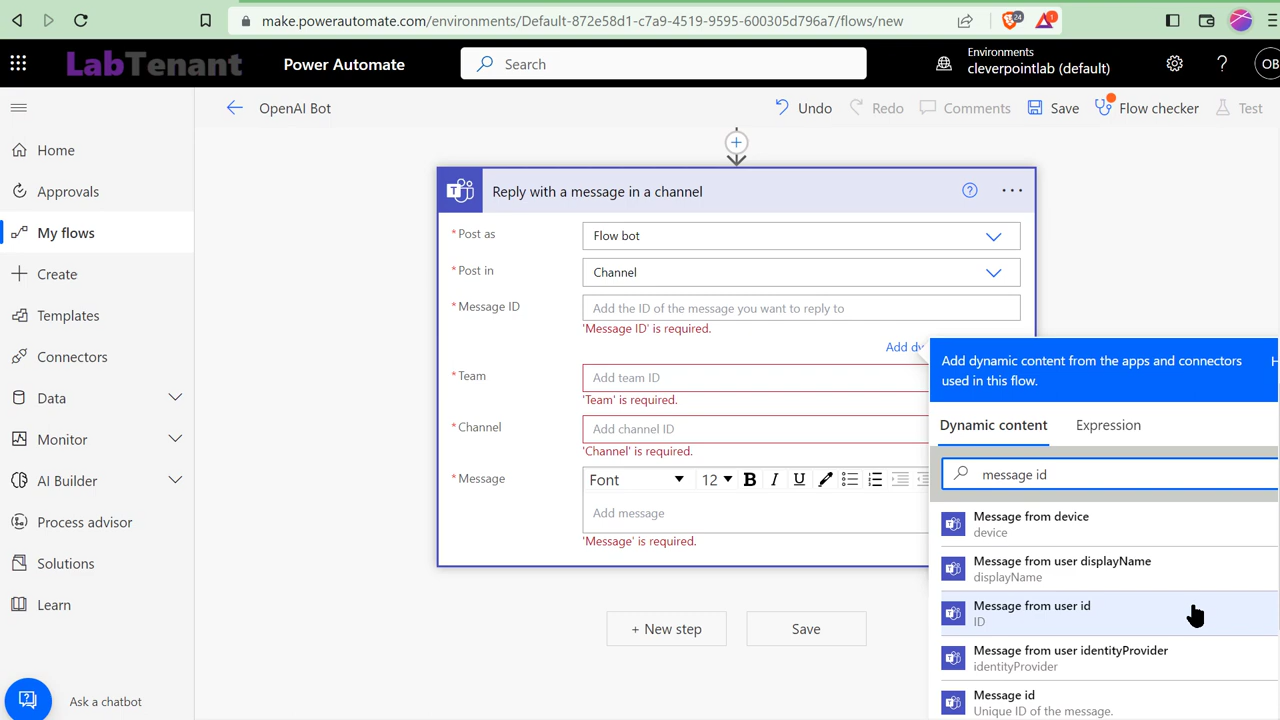 make.powerautomate.com/environments/Default-872e58d1-c7a9-4519-9595-600305d796a7/flows/new
24
1
LabTenant
Power Automate
Search
Environments
cleverpointlab (default)
OB
OpenAI Bot
Undo
Redo
Comments
Save
Flow checker
Test
Home
Approvals
My flows
Create
Templates
Connectors
Data
Monitor
AI Builder
Process advisor
Solutions
Learn
Ask a chatbot
Reply with a message in a channel
* Post as
Flow bot
* Post in
Channel
* Message ID
Add the ID of the message you want to reply to
'Message ID' is required.
Add
* Team
Add team ID
'Team' is required.
* Channel
Add channel ID
'Channel' is required.
* Message
Font
12
B
I
U
Add message
'Message' is required.
+ New step
Save
Add dynamic content from the apps and connectors
used in this flow.
Dynamic content
Expression
message id
Message from device
device
Message from user displayName
displayName
Message from user id
ID
Message from user identityProvider
identityProvider
Message id
Unique ID of the message.